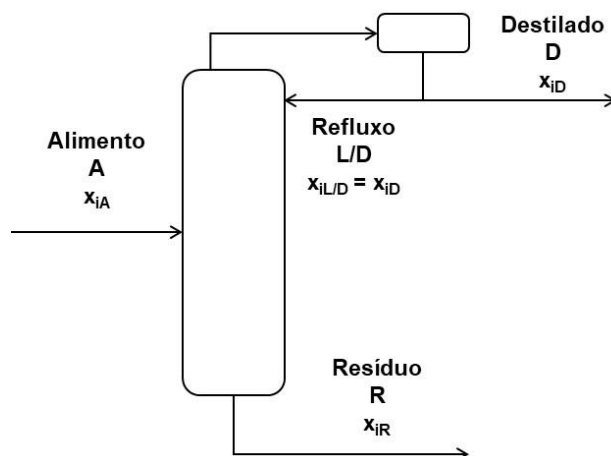 Destilado
D
x_iD
Refluxo
L/D
x_iL/D = x_iD
Alimento
A
x_iA
Resíduo
R
x_iR